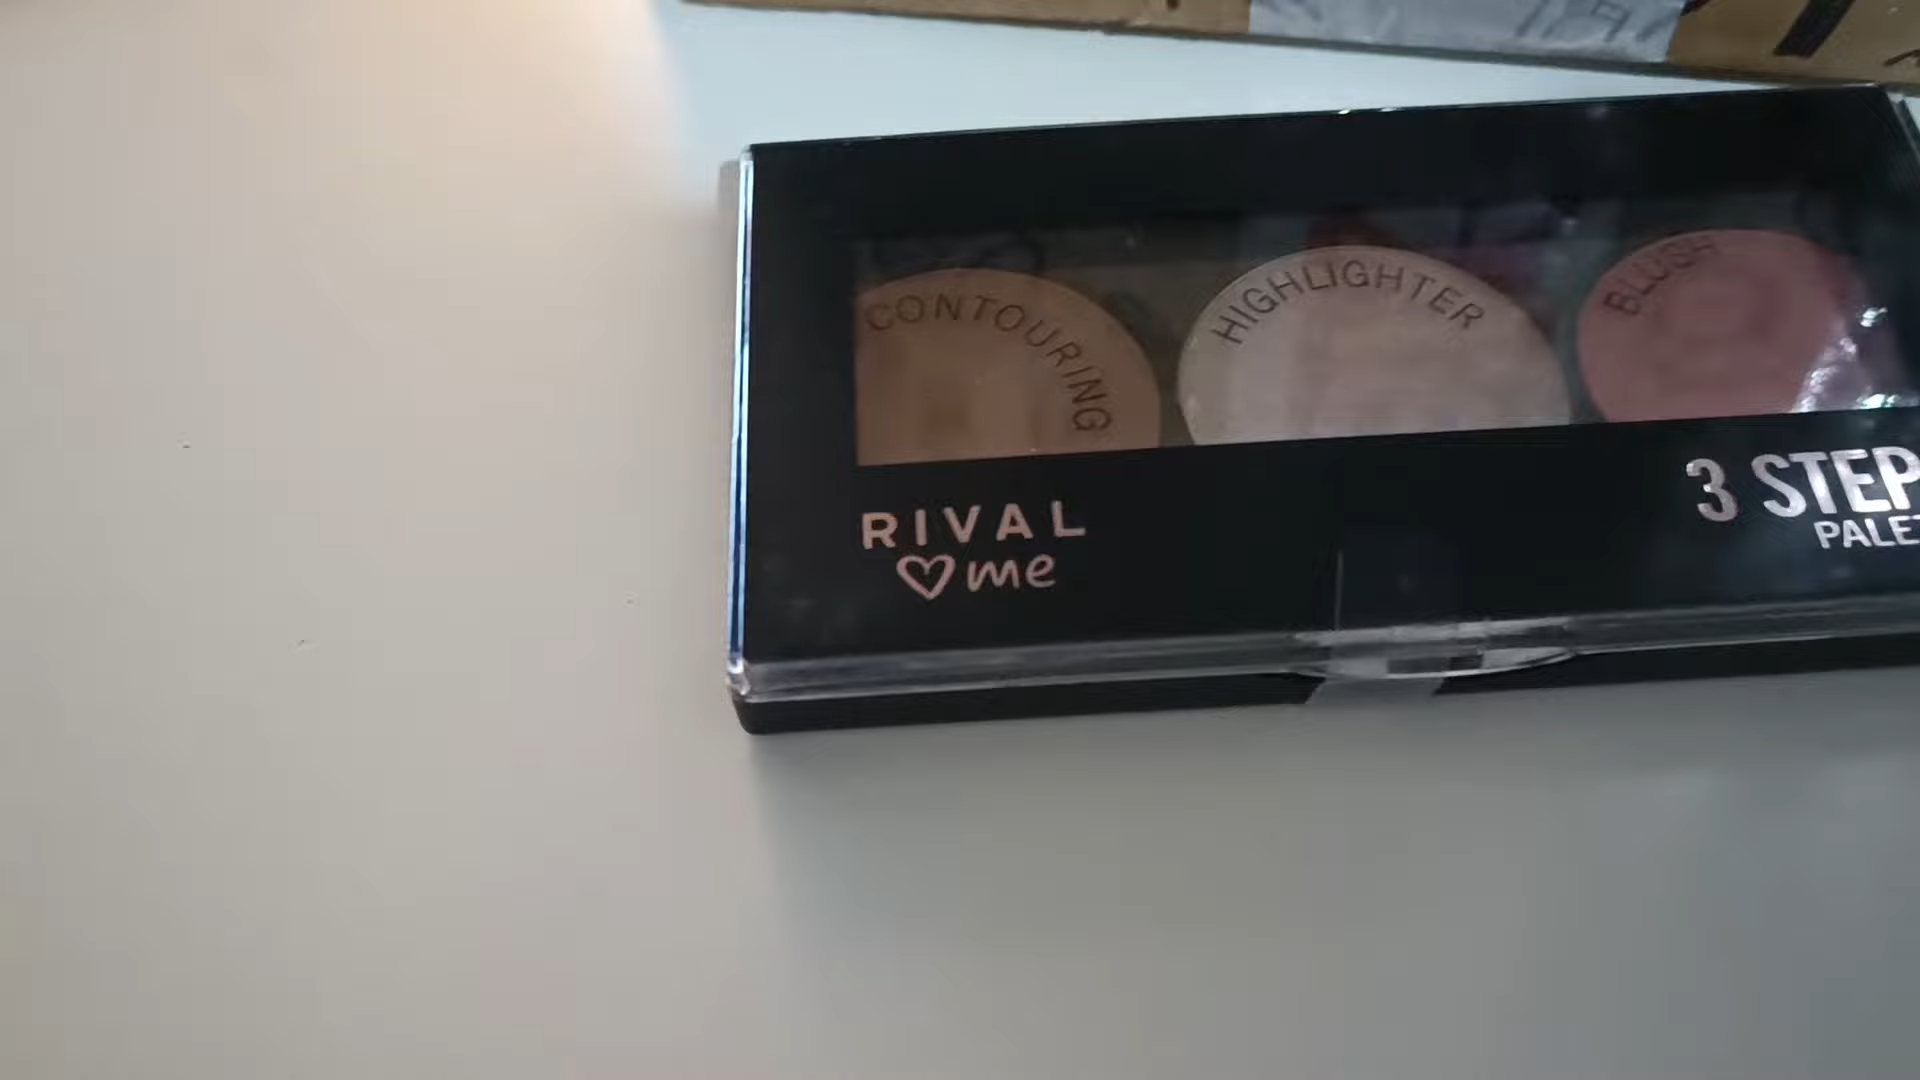 CONTOURING
HIGHLIGHTER
BLUSH
RIVAL
♡me
3 STEP